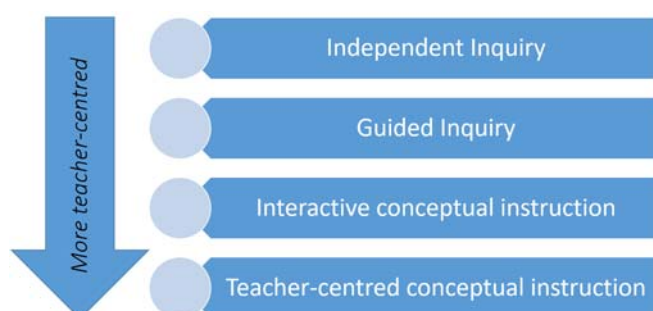 More teacher-centred
Independent Inquiry
Guided Inquiry
Interactive conceptual instruction
Teacher-centred conceptual instruction